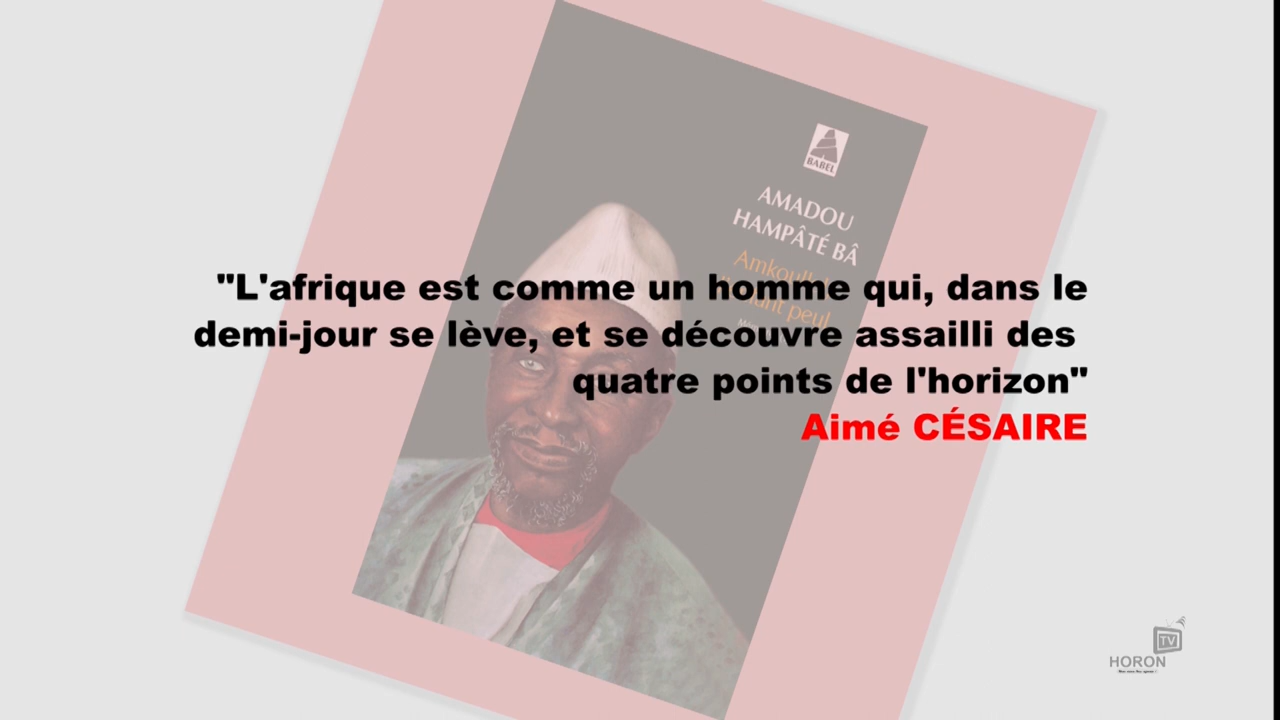 BABEL
AMADOU
HAMPÂTÉ BÂ
"L'afrique est comme un homme qui, dans le
demi-jour se lève, et se découvre assailli des
quatre points de l'horizon"
Aimé CÉSAIRE
TV
HORON